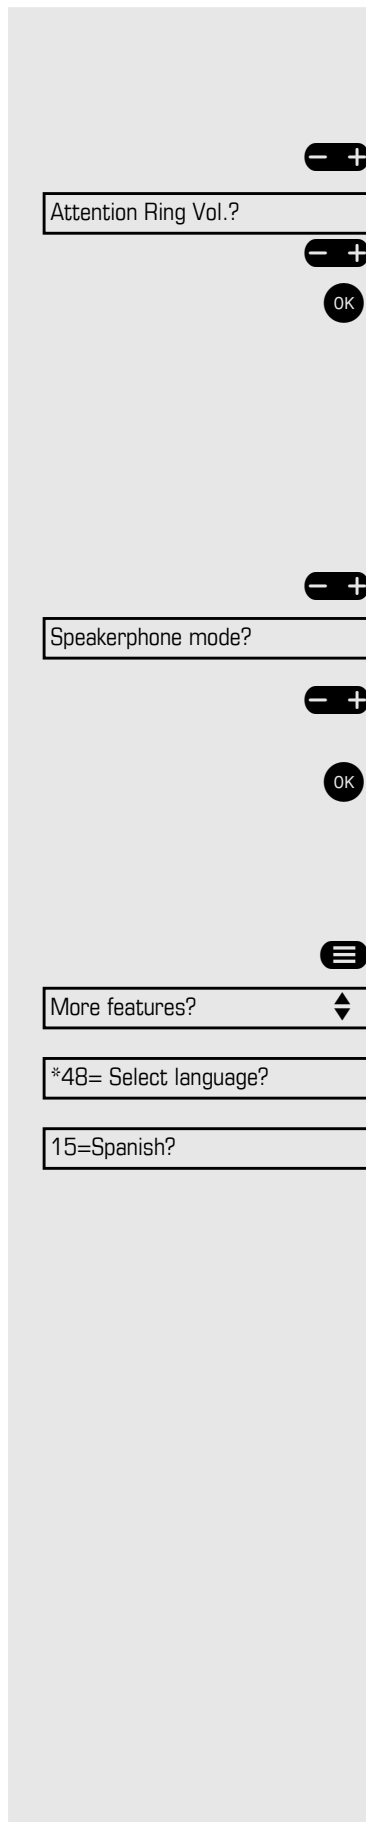 − +
Attention Ring Vol.?
− +
OK
− +
Speakerphone mode?
− +
OK
More features?
*48= Select language?
15=Spanish?